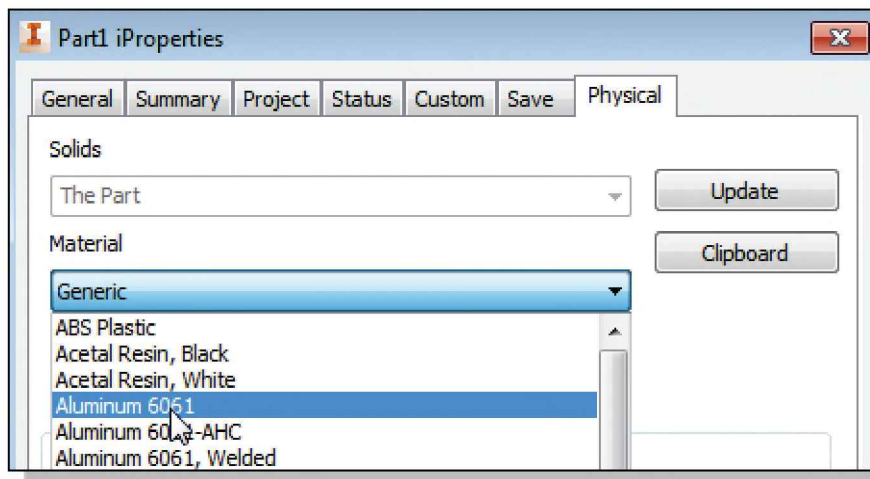 Part1 iProperties
General Summary Project Status Custom Save Physical
Solids
The Part
Update
Material
Clipboard
Generic
ABS Plastic
Acetal Resin, Black
Acetal Resin, White
Aluminum 6061
Aluminum 6061-AHC
Aluminum 6061, Welded